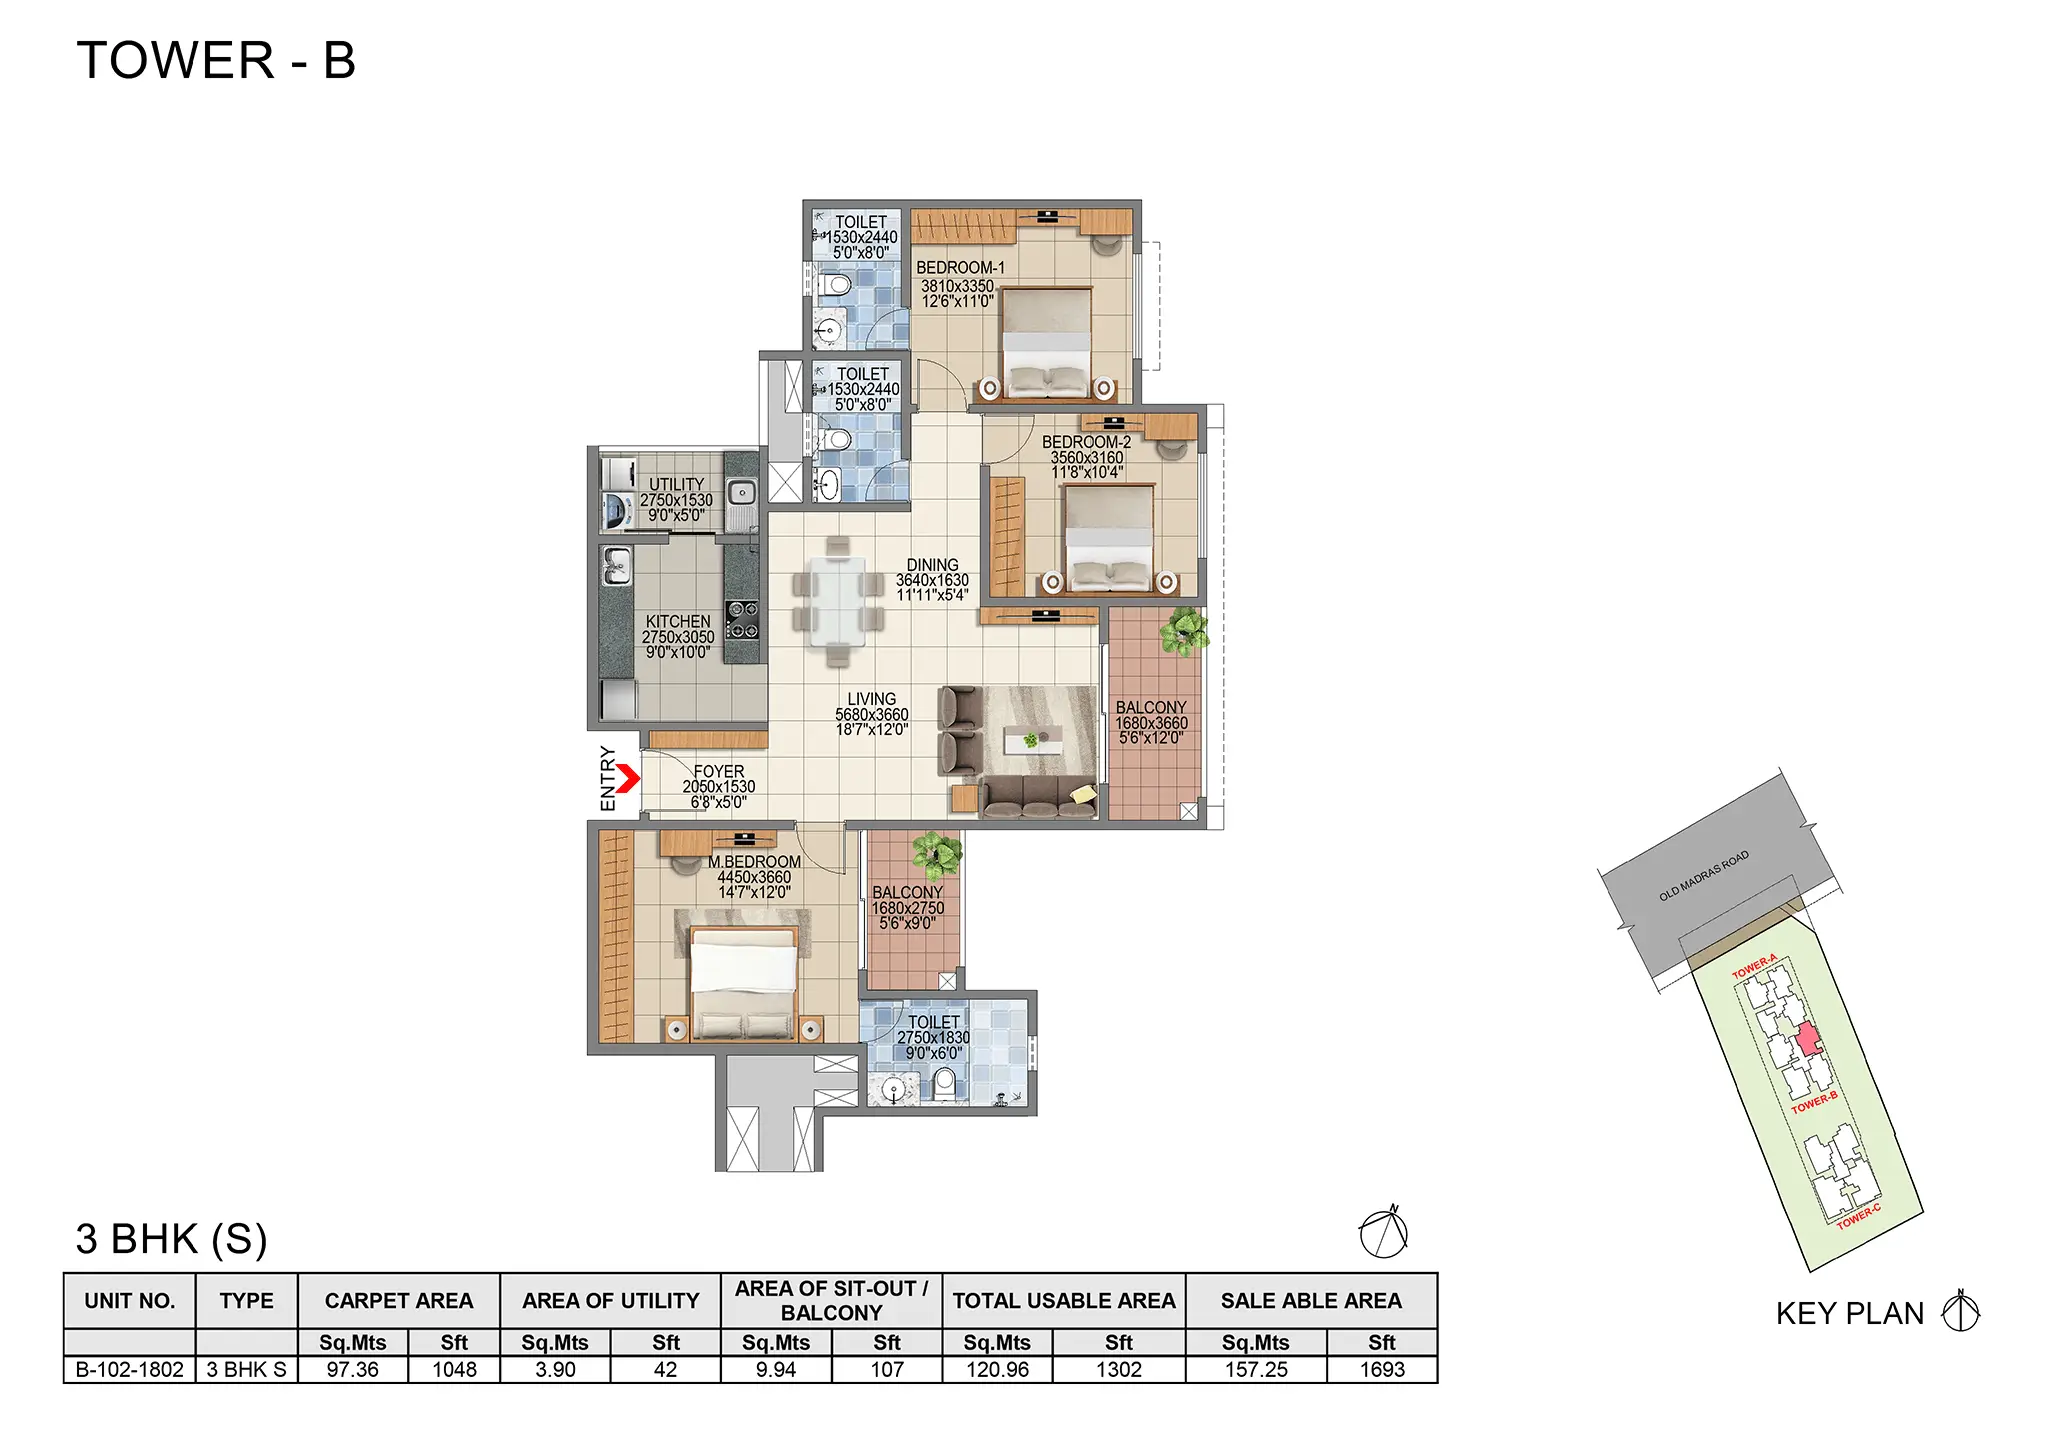 TOWER - B
TOILET
1530x2440
5'0"x8'0"
BEDROOM-1
3810x3350
12'6"x11'0"
TOILET
1530x2440
5'0"x8'0"
BEDROOM-2
3560x3160
11'8"x10'4"
UTILITY
2750x1530
9'0"x5'0"
DINING
3640x1630
11'11"x5'4"
KITCHEN
2750x3050
9'0"x10'0"
LIVING
5680x3660
18'7"x12'0"
BALCONY
1680x3660
5'6"x12'0"
ENTRY
FOYER
2050x1530
6'8"x5'0"
M.BEDROOM
4450x3660
14'7"x12'0"
BALCONY
1680x2750
5'6"x9'0"
TOILET
2750x1830
9'0"x6'0"
OLD MADRAS ROAD
TOWER-A
TOWER-B
TOWER-C
KEY PLAN
N
N
3 BHK (S)
UNIT NO. TYPE CARPET AREA AREA OF UTILITY AREA OF SIT-OUT / BALCONY TOTAL USABLE AREA SALE ABLE AREA
Sq.Mts Sft Sq.Mts Sft Sq.Mts Sft Sq.Mts Sft Sq.Mts Sft
B-102-1802 3 BHK S 97.36 1048 3.90 42 9.94 107 120.96 1302 157.25 1693